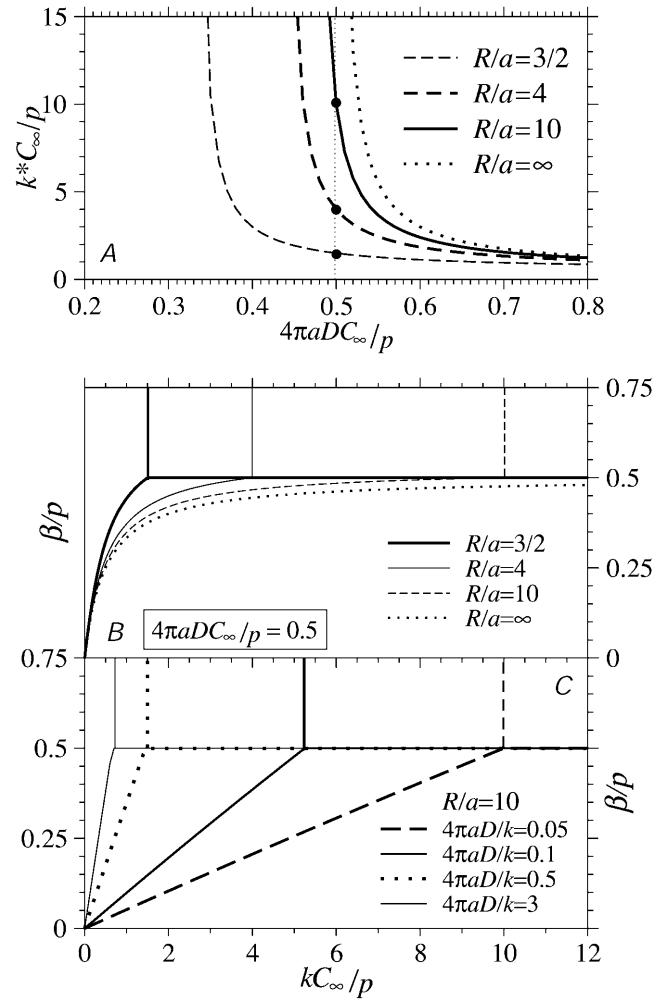 15
10
5
0
k*C∞/p
R/a=3/2
R/a=4
R/a=10
R/a=∞
A
0.2 0.3 0.4 0.5 0.6 0.7 0.8
4πaDC∞/p
0.75
0.5
0.25
0
β/p
R/a=3/2
R/a=4
R/a=10
R/a=∞
B
4πaDC∞/p = 0.5
0.75
0.5
0.25
0
C
β/p
R/a=10
4πaD/k=0.05
4πaD/k=0.1
4πaD/k=0.5
4πaD/k=3
0 2 4 6 8 10 12
kC∞/p